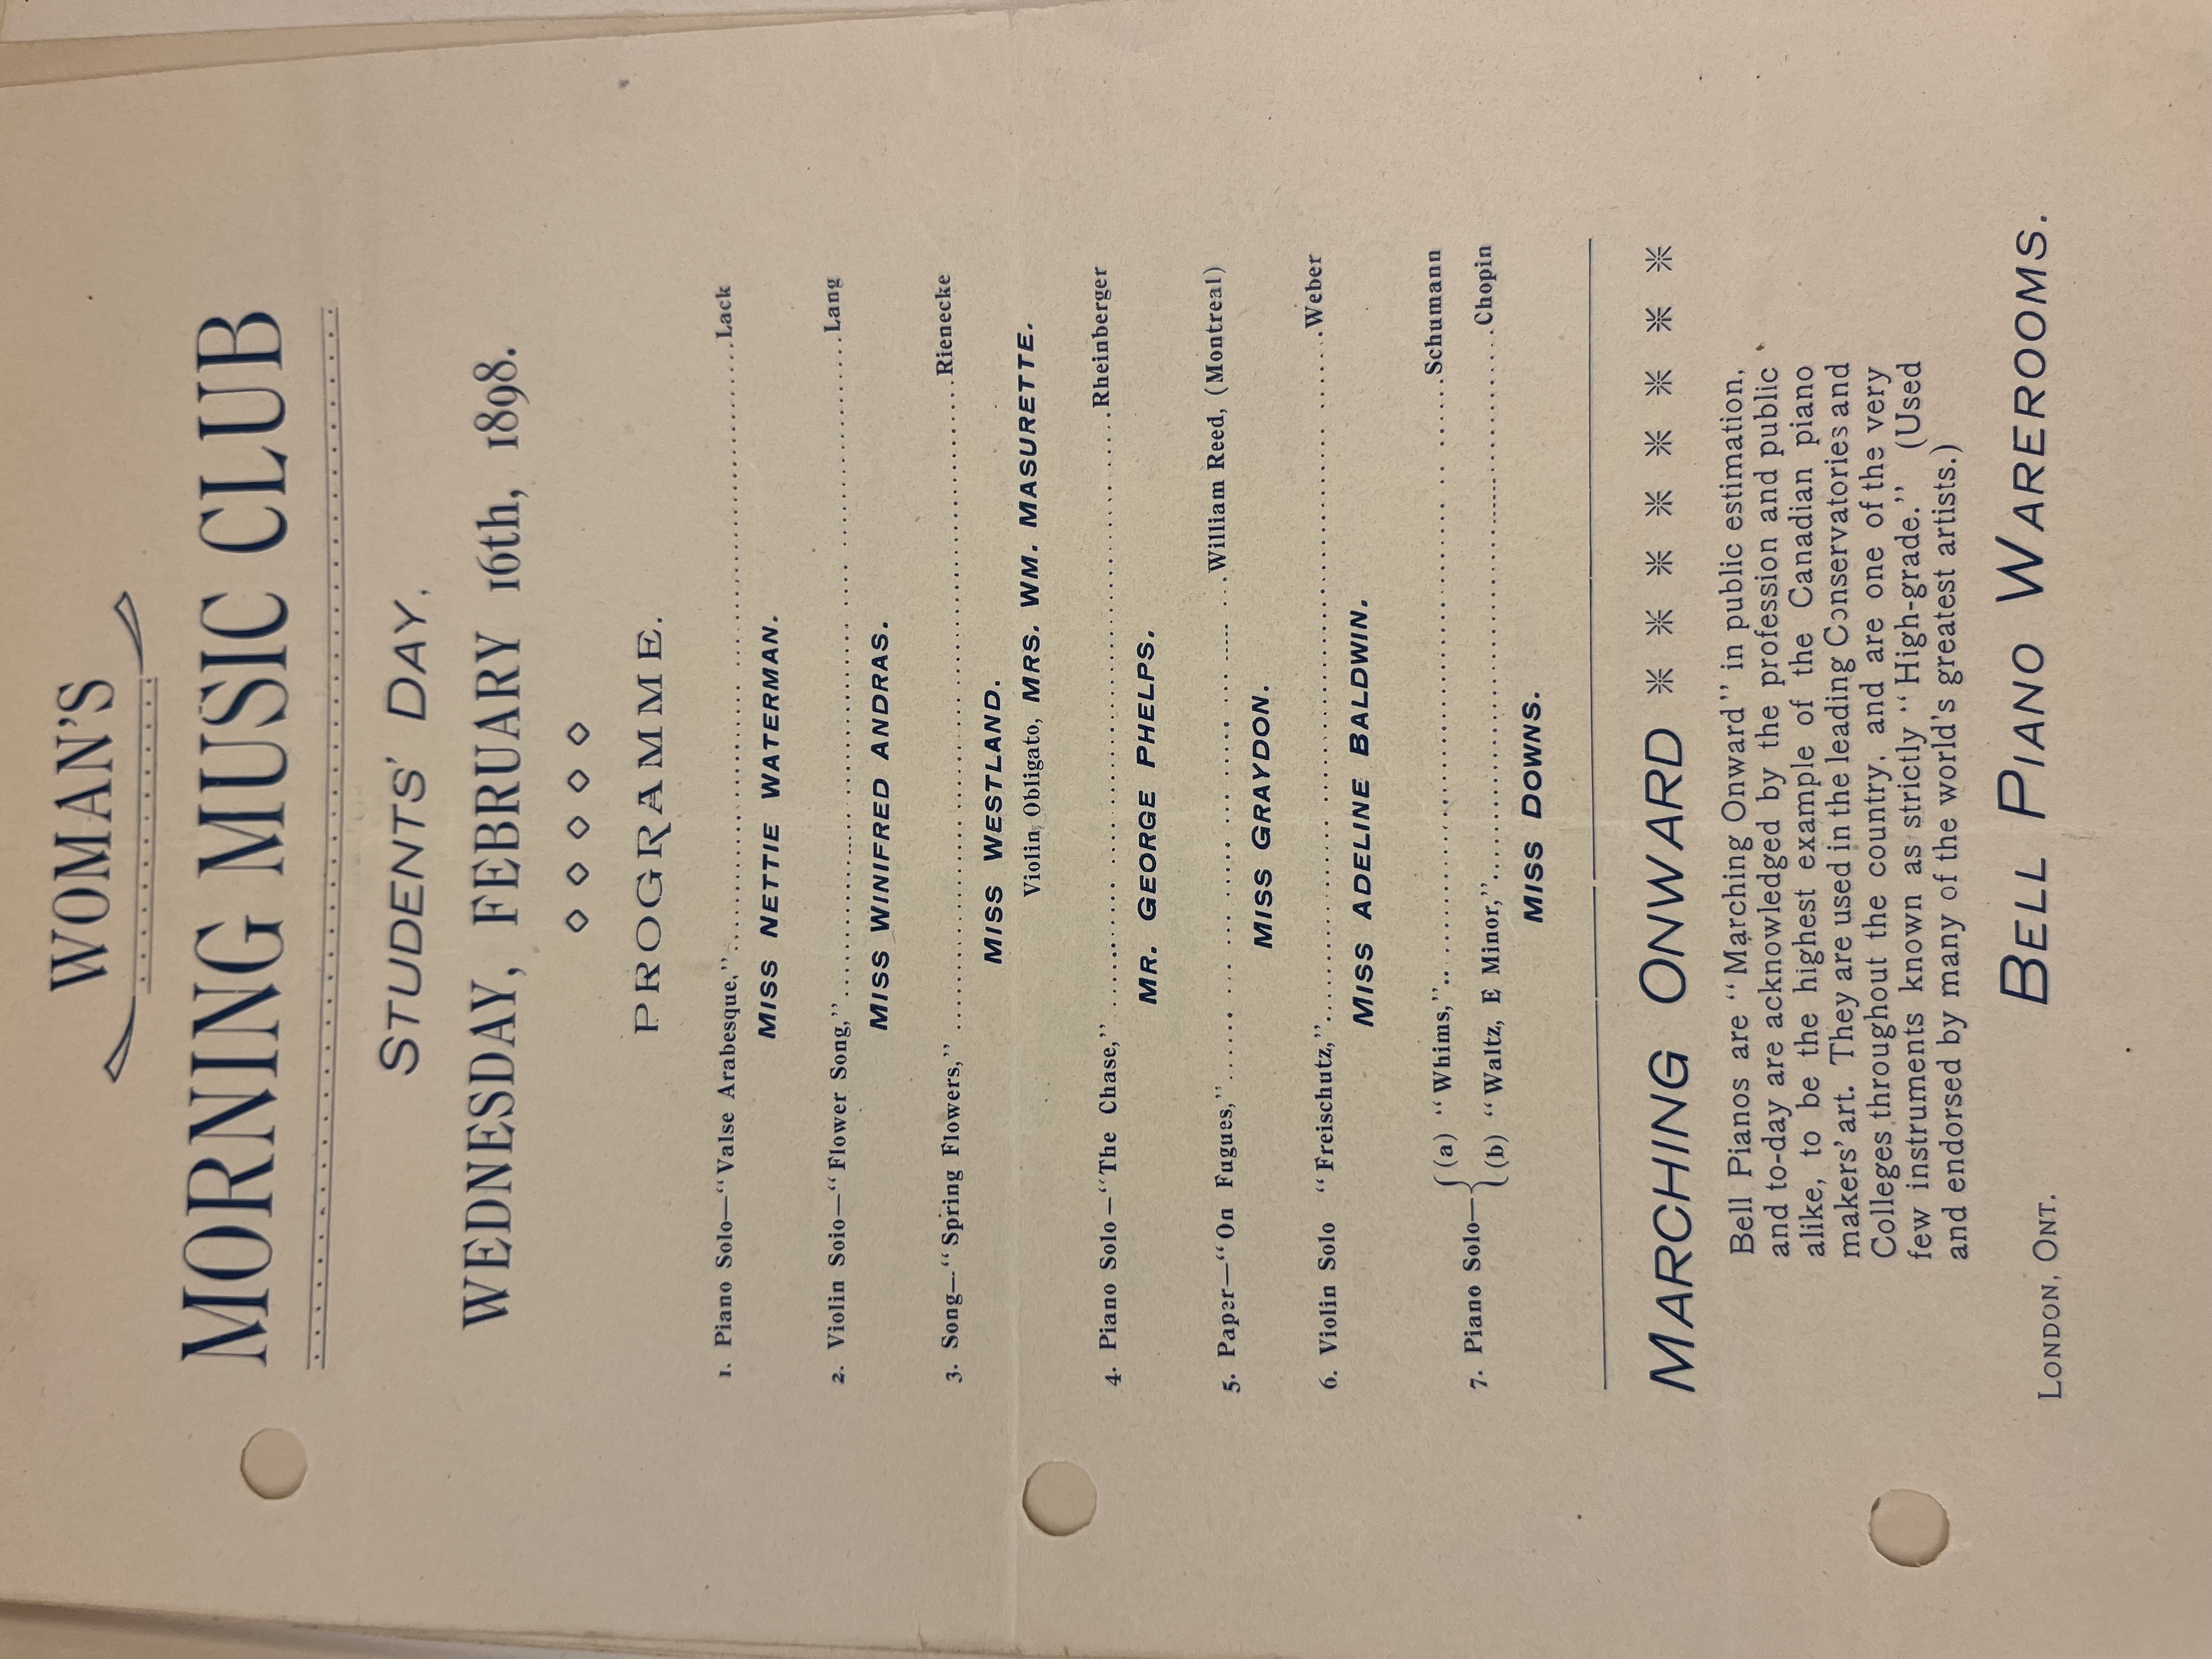 WOMAN'S
MORNING MUSIC CLUB
STUDENTS' DAY,
WEDNESDAY, FEBRUARY 16th, 1898.
PROGRAMME.
1. Piano Solo—“Valse Arabesque,”........................................Lack
MISS NETTIE WATERMAN.
2. Violin Soio—“Flower Song,”........................................Lang
MISS WINIFRED ANDRAS.
3. Song—“Spring Flowers,”........................................Rienecke
MISS WESTLAND.
Violin Obligato, MRS. WM. MASURETTE.
4. Piano Solo—“The Chase,”........................................Rheinberger
MR. GEORGE PHELPS.
5. Paper—“On Fugues,”........................................William Reed, (Montreal)
MISS GRAYDON.
6. Violin Solo “Freischutz,”........................................Weber
MISS ADELINE BALDWIN.
(a) “Whims,”........................................Schumann
7. Piano Solo—
(b) “Waltz, E Minor,”........................................Chopin
MISS DOWNS.
MARCHING ONWARD
Bell Pianos are “Marching Onward” in public estimation,
and to-day are acknowledged by the profession and public
alike, to be the highest example of the Canadian piano
makers' art. They are used in the leading Conservatories and
Colleges throughout the country, and are one of the very
few instruments known as strictly “High-grade.” (Used
and endorsed by many of the world's greatest artists.)
LONDON, ONT. BELL PIANO WAREROOMS.